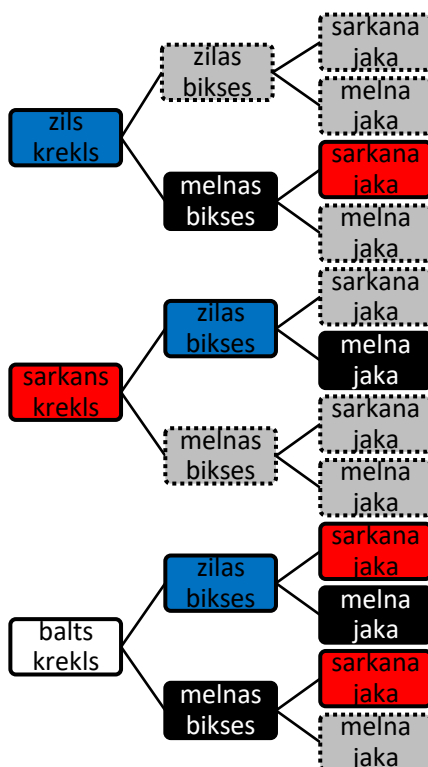 zils
krekls
zilas
bikses
sarkana
jaka
melna
jaka
melnas
bikses
sarkana
jaka
melna
jaka
sarkans
krekls
zilas
bikses
sarkana
jaka
melna
jaka
melnas
bikses
sarkana
jaka
melna
jaka
balts
krekls
zilas
bikses
sarkana
jaka
melna
jaka
melnas
bikses
sarkana
jaka
melna
jaka